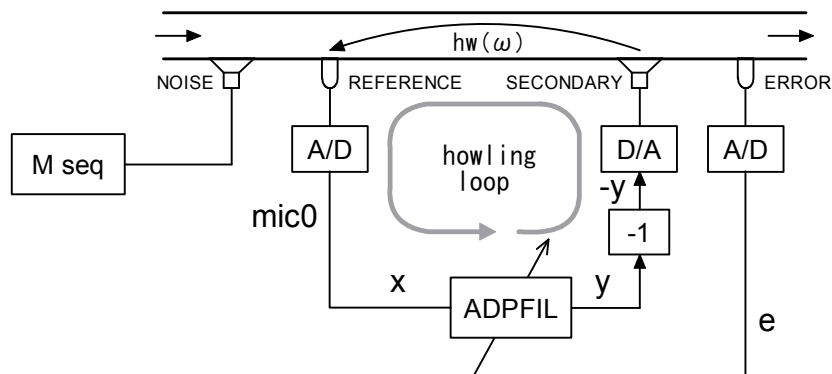 hw(ω)
NOISE
REFERENCE
SECONDARY
ERROR
M seq
A/D
howling
loop
D/A
A/D
-y
mic0
-1
x
ADPFIL
y
e